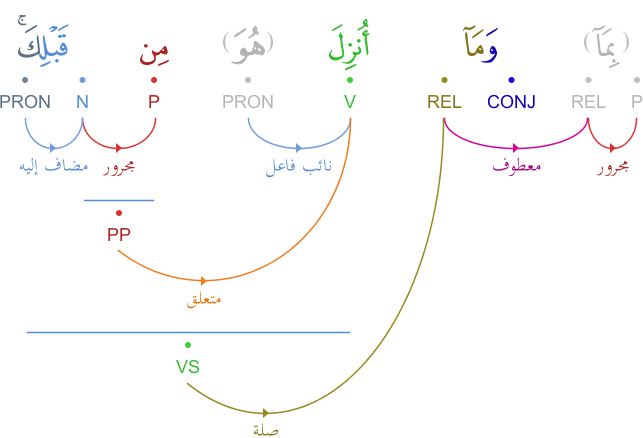 (بِمَآ) وَمَآ أُنزِلَ (هُوَ) مِن قَبْلِكَ ۚ
P REL CONJ REL V PRON P N PRON
مجرور معطوف نائب فاعل مجرور مضاف إليه
PP
متعلق
VS
صلة